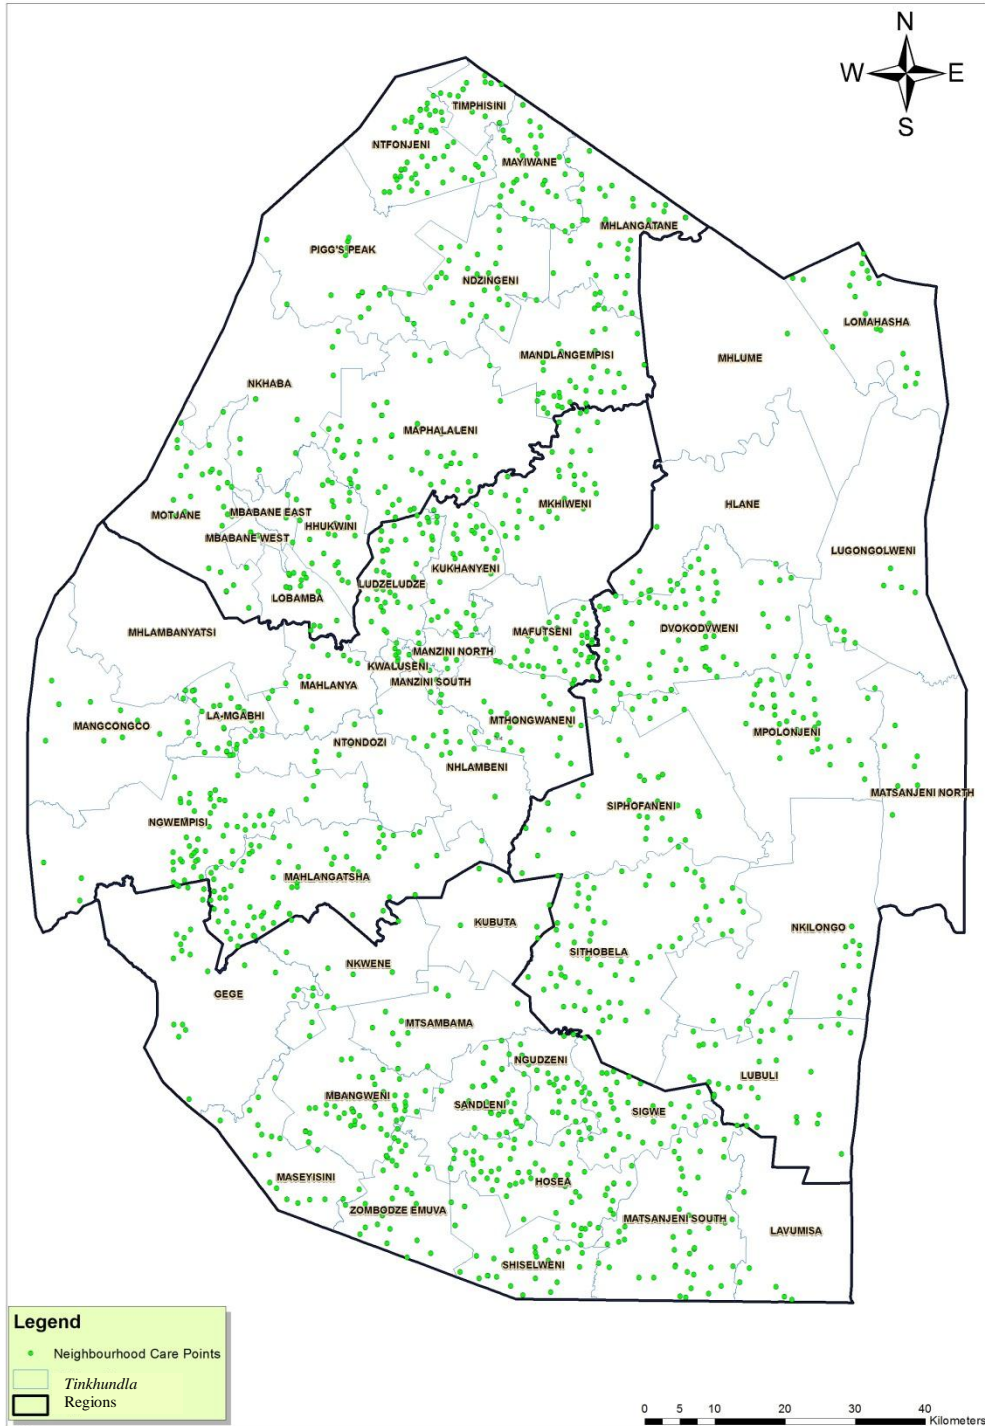 N
W E
S
TIMPHISINI
NTFONJENI
MAYIWANE
MHLANGATANE
PIGG'S PEAK
NDZINGENI
LOMAHASHA
MANDLANGEMPISI
MHLUME
NKHABA
MAPHALALENI
MKHIWENI
HLANE
MOTJANE
MBABANE EAST
HHUKWINI
MBABANE WEST
LUGONGOLWENI
KUKHANYENI
LUDZELUDZE
LOBAMBA
DVOKODVWENI
MHLAMBANYATSI
MAFUTSENI
MANZINI NORTH
KWALUSENI
MANZINI SOUTH
MAHLANYA
LA-MGABHI
MTHONGWANENI
MANGCONGCO
MPOLONJENI
NTONDOZI
NHLAMBENI
MATSANJENI NORTH
SIPHOFANENI
NGWEMPISI
MAHLANGATSHA
KUBUTA
NKILONGO
SITHOBELA
NKWENE
GEGE
MTSAMBAMA
NGUDZENI
LUBULI
MBANGWENI
SANDLENI
SIGWE
MASEYISINI
HOSEA
ZOMBODZE EMUVA
MATSANJENI SOUTH
LAVUMISA
SHISELWENI
Legend
Neighbourhood Care Points
Tinkhundla
Regions
0 5 10 20 30 40
Kilometers